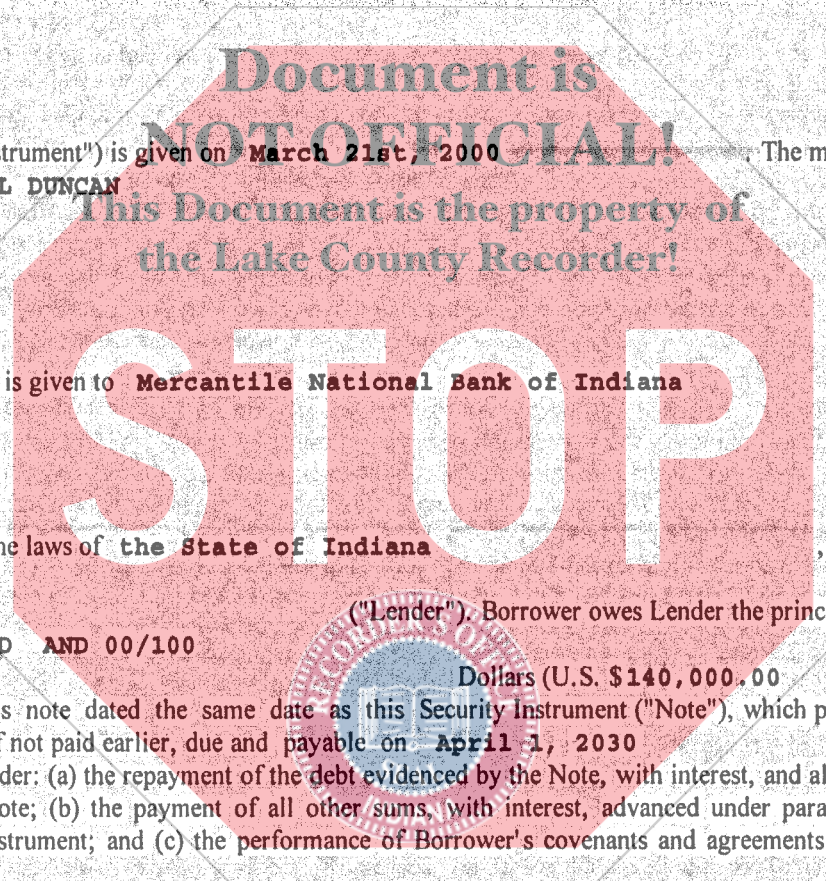 Document is
NOT OFFICIAL!
strument") is given on March 21st, 2000 . The m
L DUNCAN
This Document is the property of
the Lake County Recorder!
STOP
is given to Mercantile National Bank of Indiana
ne laws of the State of Indiana ,
("Lender"). Borrower owes Lender the princ
D AND 00/100
Dollars (U.S. $140,000.00
RECORDER'S OFFICE
s note dated the same date as this Security Instrument ("Note"), which p
f not paid earlier, due and payable on April 1, 2030
der: (a) the repayment of the debt evidenced by the Note, with interest, and al
ote; (b) the payment of all other sums, with interest, advanced under para
INDIANA
strument; and (c) the performance of Borrower's covenants and agreements